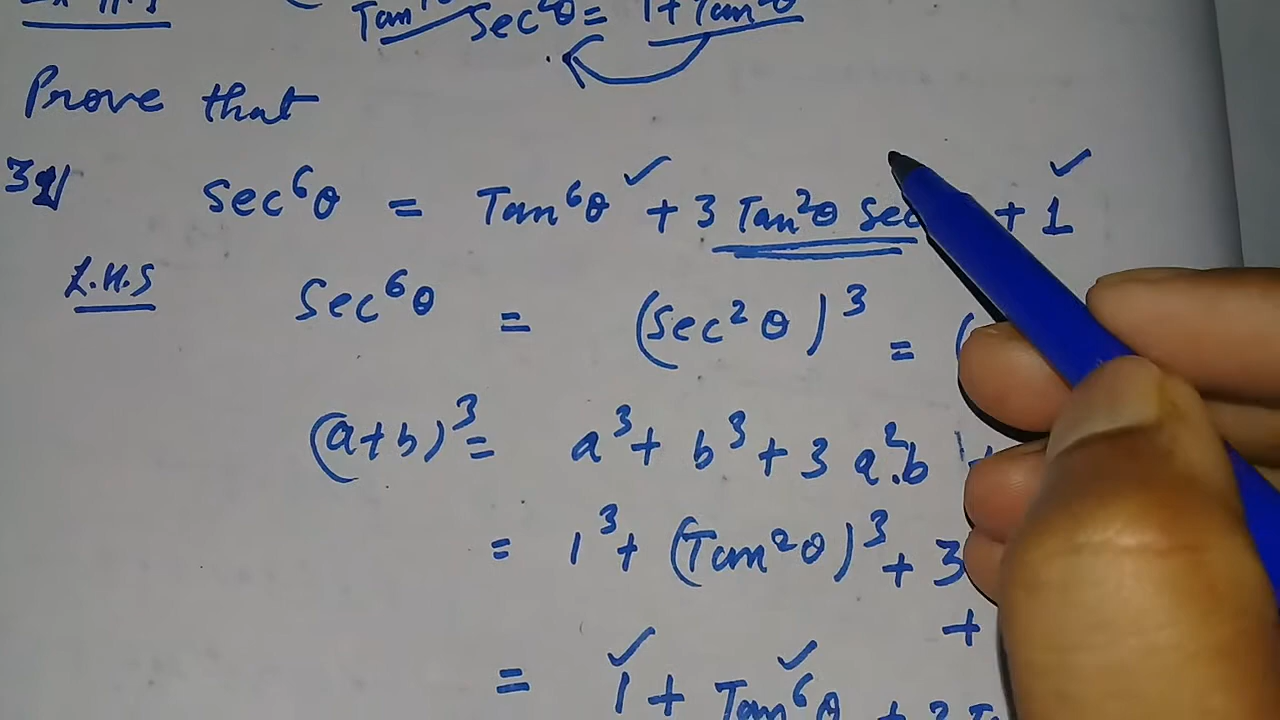 Tan sec²θ = 1 + Tan²θ
Prove that
3) sec⁶θ = Tan⁶θ ✓ + 3 Tan²θ sec + 1 ✓
L.H.S sec⁶θ = (sec²θ)³ = (
(a+b)³ = a³ + b³ + 3 a².b +
= 1³ + (Tan²θ)³ + 3
+
= 1 ✓ + Tan⁶θ ✓ +